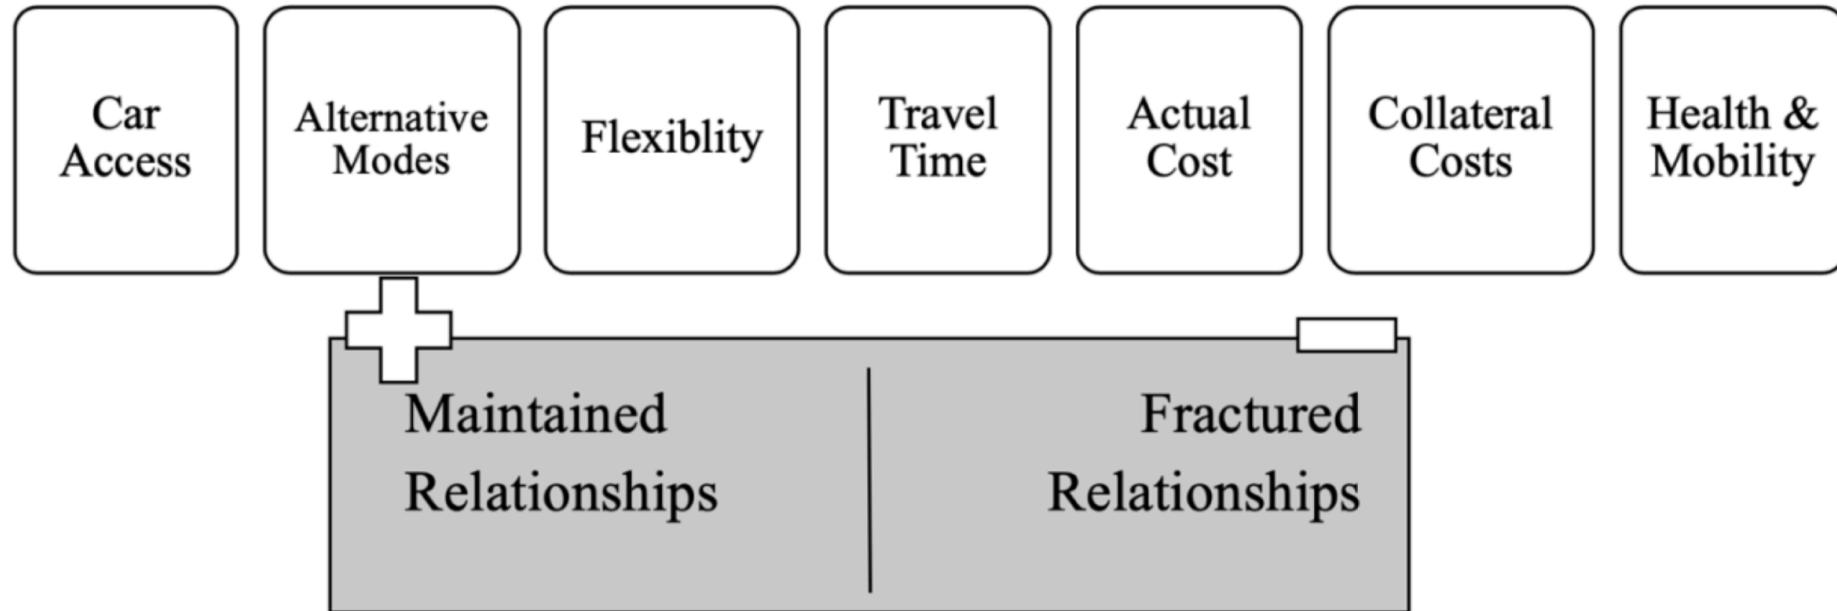 Car
Access
Alternative
Modes
Flexiblity
Travel
Time
Actual
Cost
Collateral
Costs
Health &
Mobility
Maintained
Relationships
Fractured
Relationships